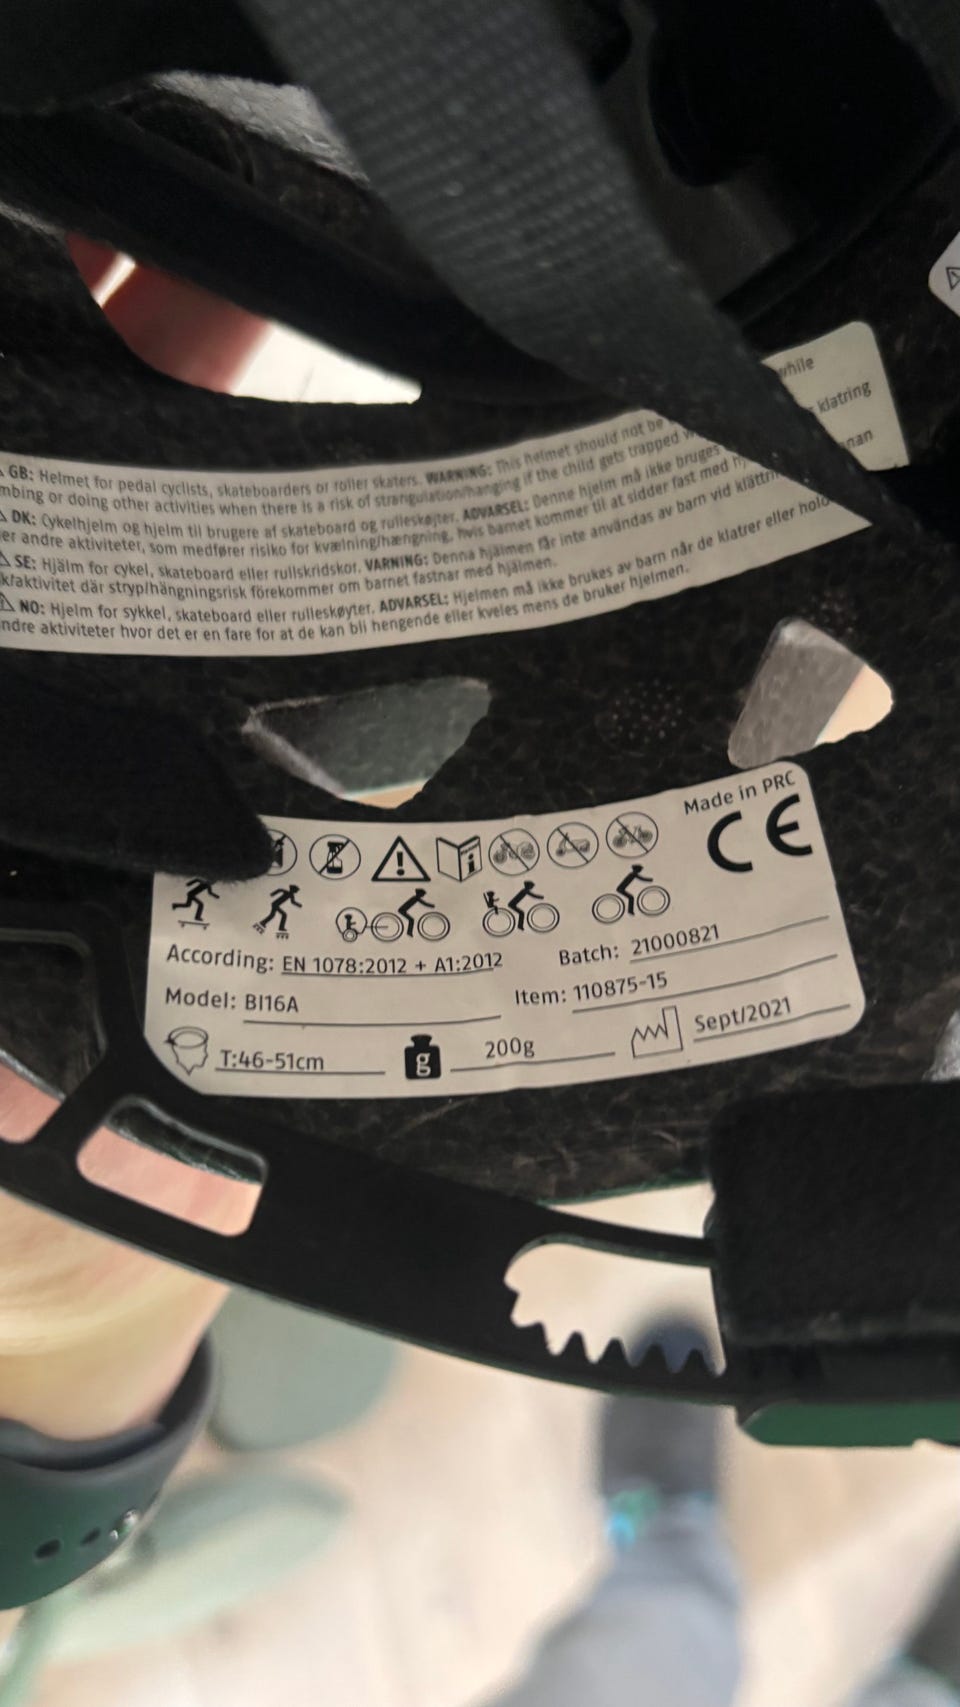 while
klatring
GB: Helmet for pedal cyclists, skateboarders or roller skaters. WARNING: This helmet should not be
mbing or doing other activities when there is a risk of strangulation/hanging if the child gets trapped
DK: Cykelhjelm og hjelm til brugere af skateboard og rulleskøjter. ADVARSEL: Denne hjelm må ikke bruges
er andre aktiviteter, som medfører risiko for kvælning/hængning, hvis barnet kommer til at sidder fast med
nnan
SE: Hjälm for cykel, skateboard eller rullskridskor. VARNING: Denna hjälmen får inte användas av barn vid
k/aktivitet där stryp/hängningsrisk förekommer om barnet fastnar med hjälmen.
NO: Hjelm for sykkel, skateboard eller rulleskøyter. ADVARSEL: Hjelmen må ikke brukes av barn når de klatrer eller
ndre aktiviteter hvor det er en fare for at de kan bli hengende eller kveles mens de bruker hjelmen.
Made in PRC
CE
According: EN 1078:2012 + A1:2012 Batch: 21000821
Model: BI16A Item: 110875-15
T:46-51cm g 200g Sept/2021